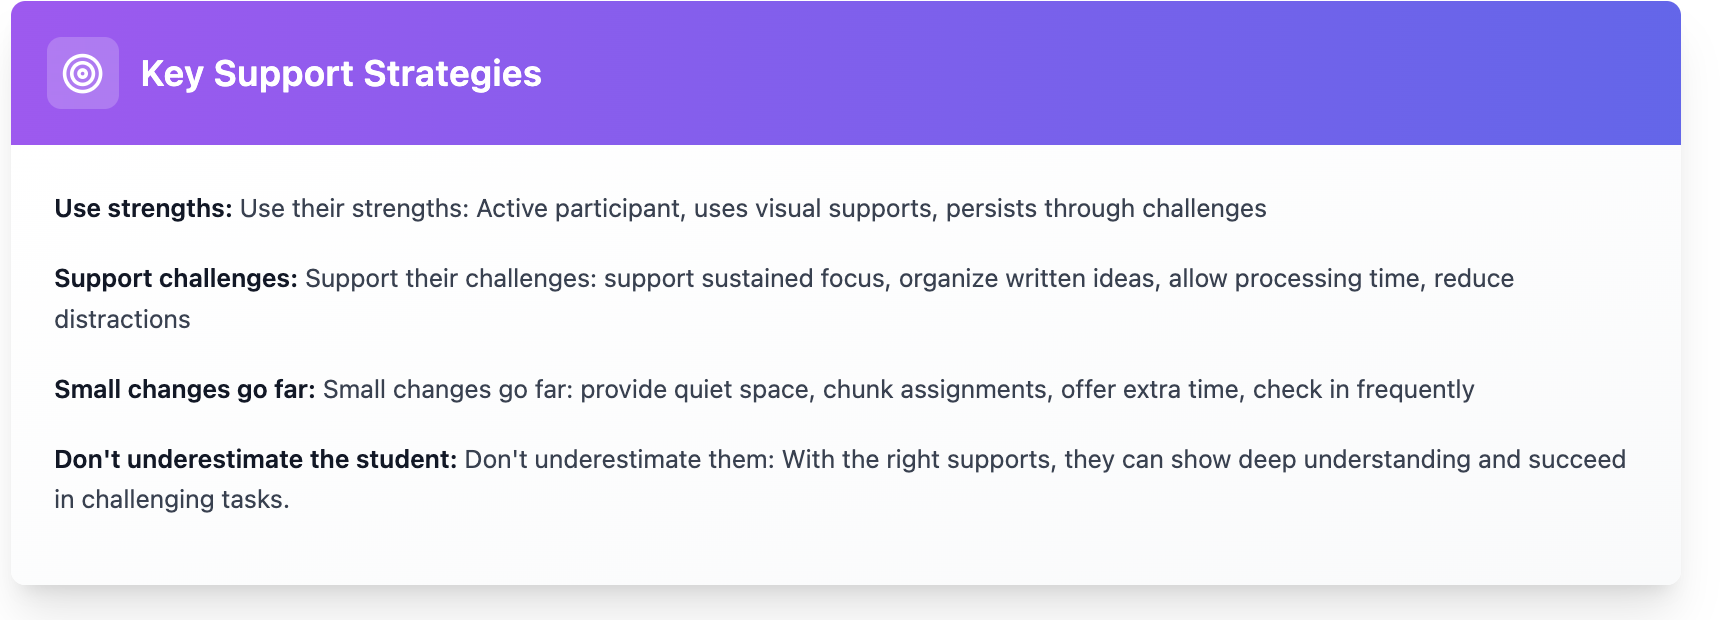 Key Support Strategies
Use strengths: Use their strengths: Active participant, uses visual supports, persists through challenges
Support challenges: Support their challenges: support sustained focus, organize written ideas, allow processing time, reduce
distractions
Small changes go far: Small changes go far: provide quiet space, chunk assignments, offer extra time, check in frequently
Don't underestimate the student: Don't underestimate them: With the right supports, they can show deep understanding and succeed
in challenging tasks.